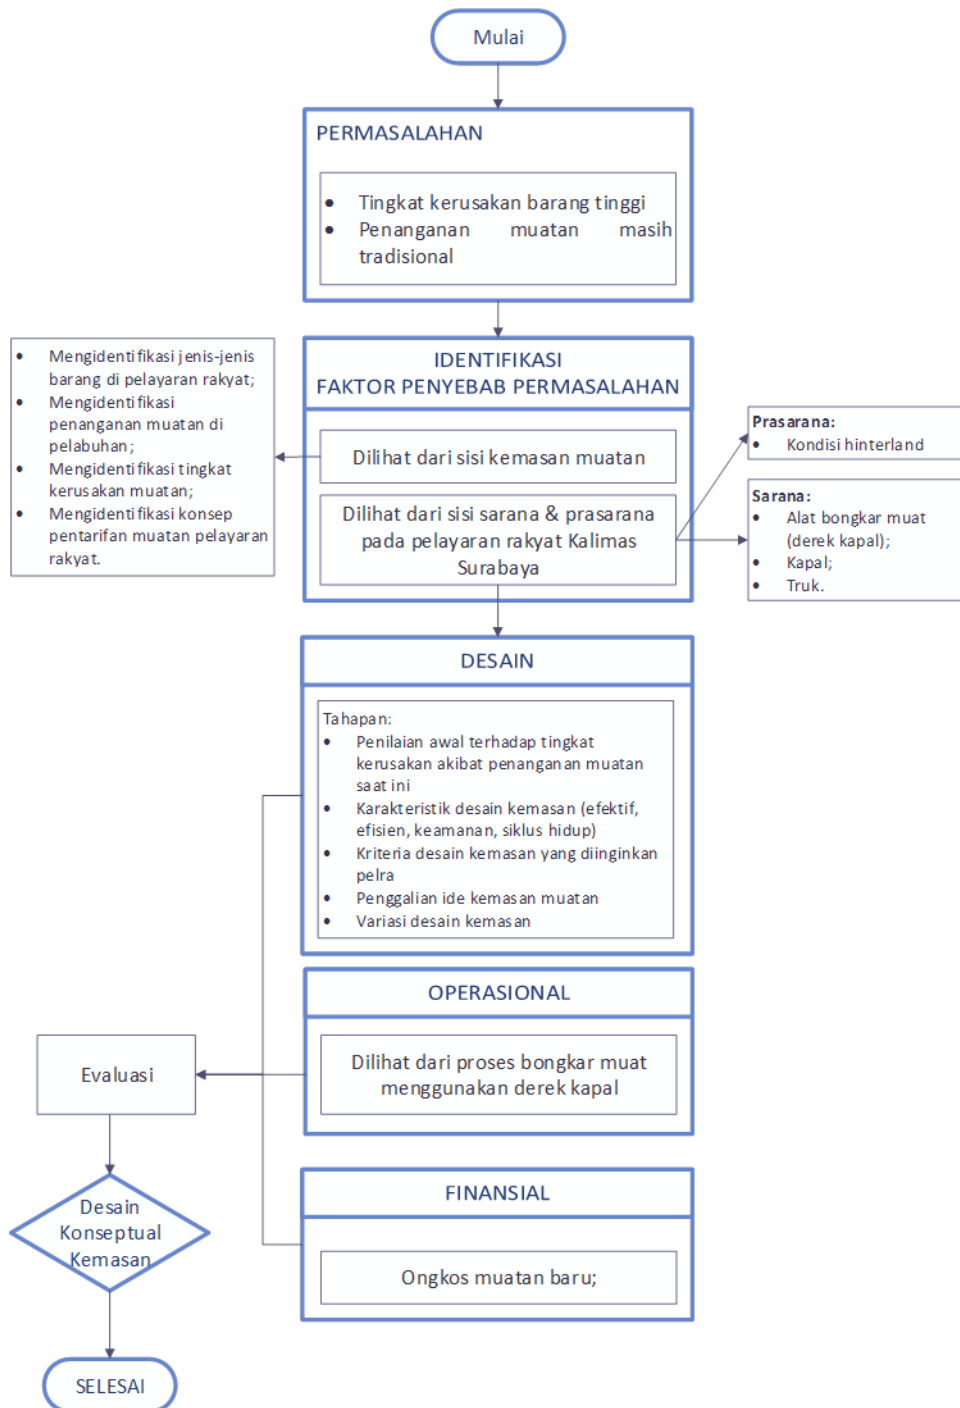 Mulai
PERMASALAHAN
• Tingkat kerusakan barang tinggi
• Penanganan muatan masih
tradisional
IDENTIFIKASI
FAKTOR PENYEBAB PERMASALAHAN
Dilihat dari sisi kemasan muatan
Dilihat dari sisi sarana & prasarana
pada pelayaran rakyat Kalimas
Surabaya
• Mengidentifikasi jenis-jenis
barang di pelayaran rakyat;
• Mengidentifikasi
penanganan muatan di
pelabuhan;
• Mengidentifikasi tingkat
kerusakan muatan;
• Mengidentifikasi konsep
pentarifan muatan pelayaran
rakyat.
Prasarana:
• Kondisi hinterland
Sarana:
• Alat bongkar muat
(derek kapal);
• Kapal;
• Truk.
DESAIN
Tahapan:
• Penilaian awal terhadap tingkat
kerusakan akibat penanganan muatan
saat ini
• Karakteristik desain kemasan (efektif,
efisien, keamanan, siklus hidup)
• Kriteria desain kemasan yang diinginkan
pelra
• Penggalian ide kemasan muatan
• Variasi desain kemasan
OPERASIONAL
Dilihat dari proses bongkar muat
menggunakan derek kapal
FINANSIAL
Ongkos muatan baru;
Evaluasi
Desain
Konseptual
Kemasan
SELESAI